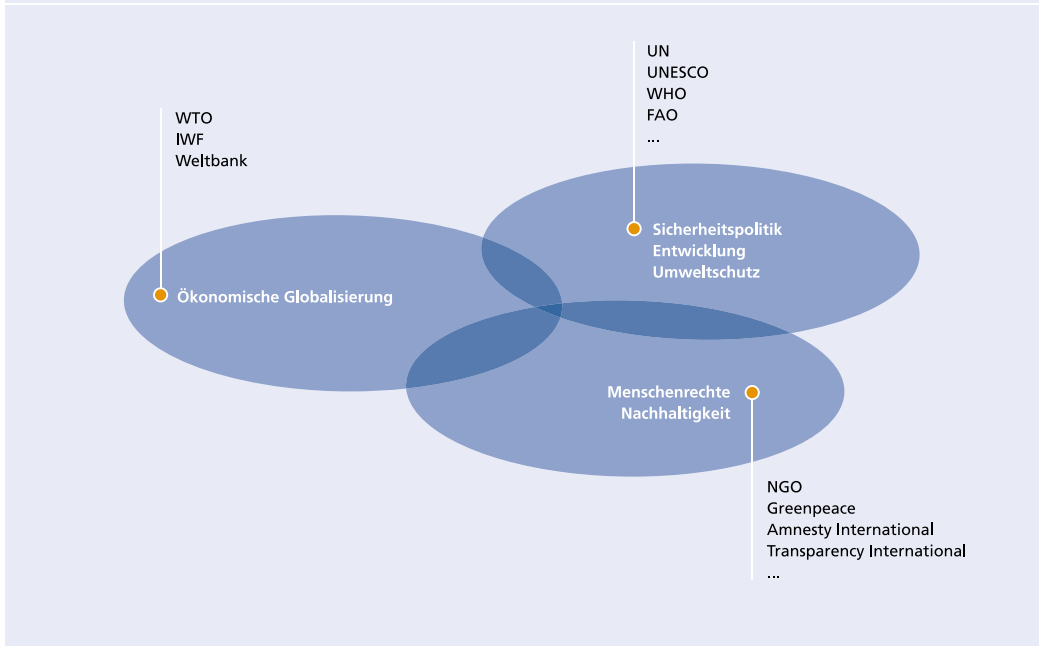 UN
UNESCO
WHO
FAO
...
WTO
IWF
Weltbank
Sicherheitspolitik
Entwicklung
Umweltschutz
Ökonomische Globalisierung
Menschenrechte
Nachhaltigkeit
NGO
Greenpeace
Amnesty International
Transparency International
...